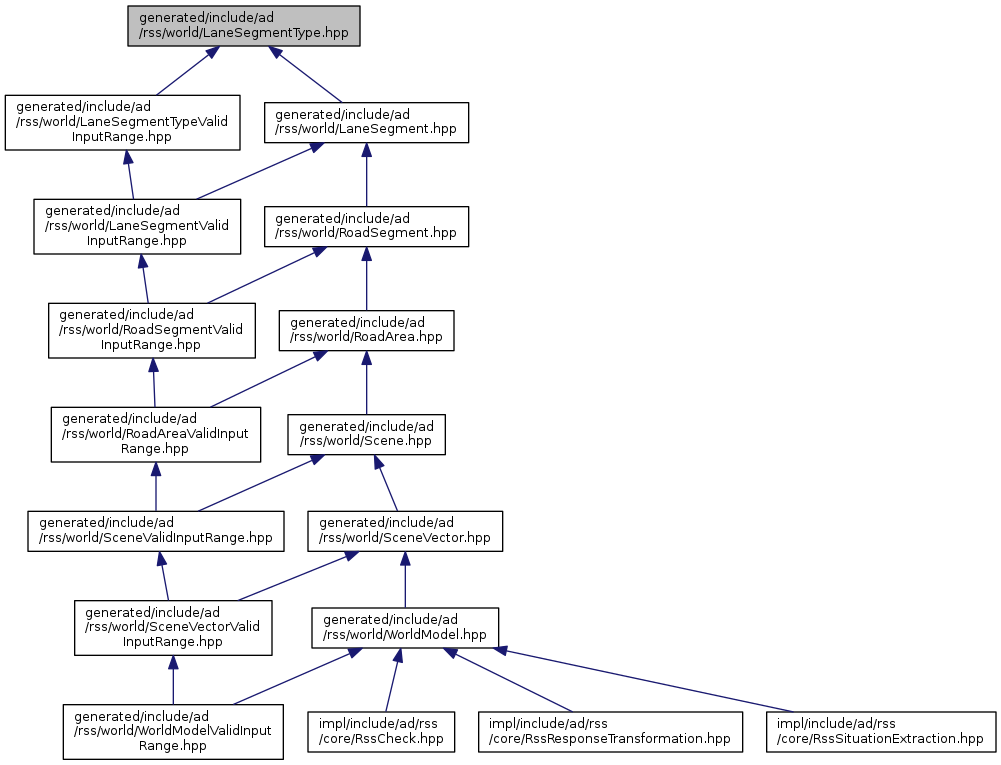 generated/include/ad
/rss/world/LaneSegmentType.hpp
generated/include/ad
/rss/world/LaneSegmentTypeValid
InputRange.hpp
generated/include/ad
/rss/world/LaneSegment.hpp
generated/include/ad
/rss/world/LaneSegmentValid
InputRange.hpp
generated/include/ad
/rss/world/RoadSegment.hpp
generated/include/ad
/rss/world/RoadSegmentValid
InputRange.hpp
generated/include/ad
/rss/world/RoadArea.hpp
generated/include/ad
/rss/world/RoadAreaValidInput
Range.hpp
generated/include/ad
/rss/world/Scene.hpp
generated/include/ad
/rss/world/SceneValidInputRange.hpp
generated/include/ad
/rss/world/SceneVector.hpp
generated/include/ad
/rss/world/SceneVectorValid
InputRange.hpp
generated/include/ad
/rss/world/WorldModel.hpp
generated/include/ad
/rss/world/WorldModelValidInput
Range.hpp
impl/include/ad/rss
/core/RssCheck.hpp
impl/include/ad/rss
/core/RssResponseTransformation.hpp
impl/include/ad/rss
/core/RssSituationExtraction.hpp